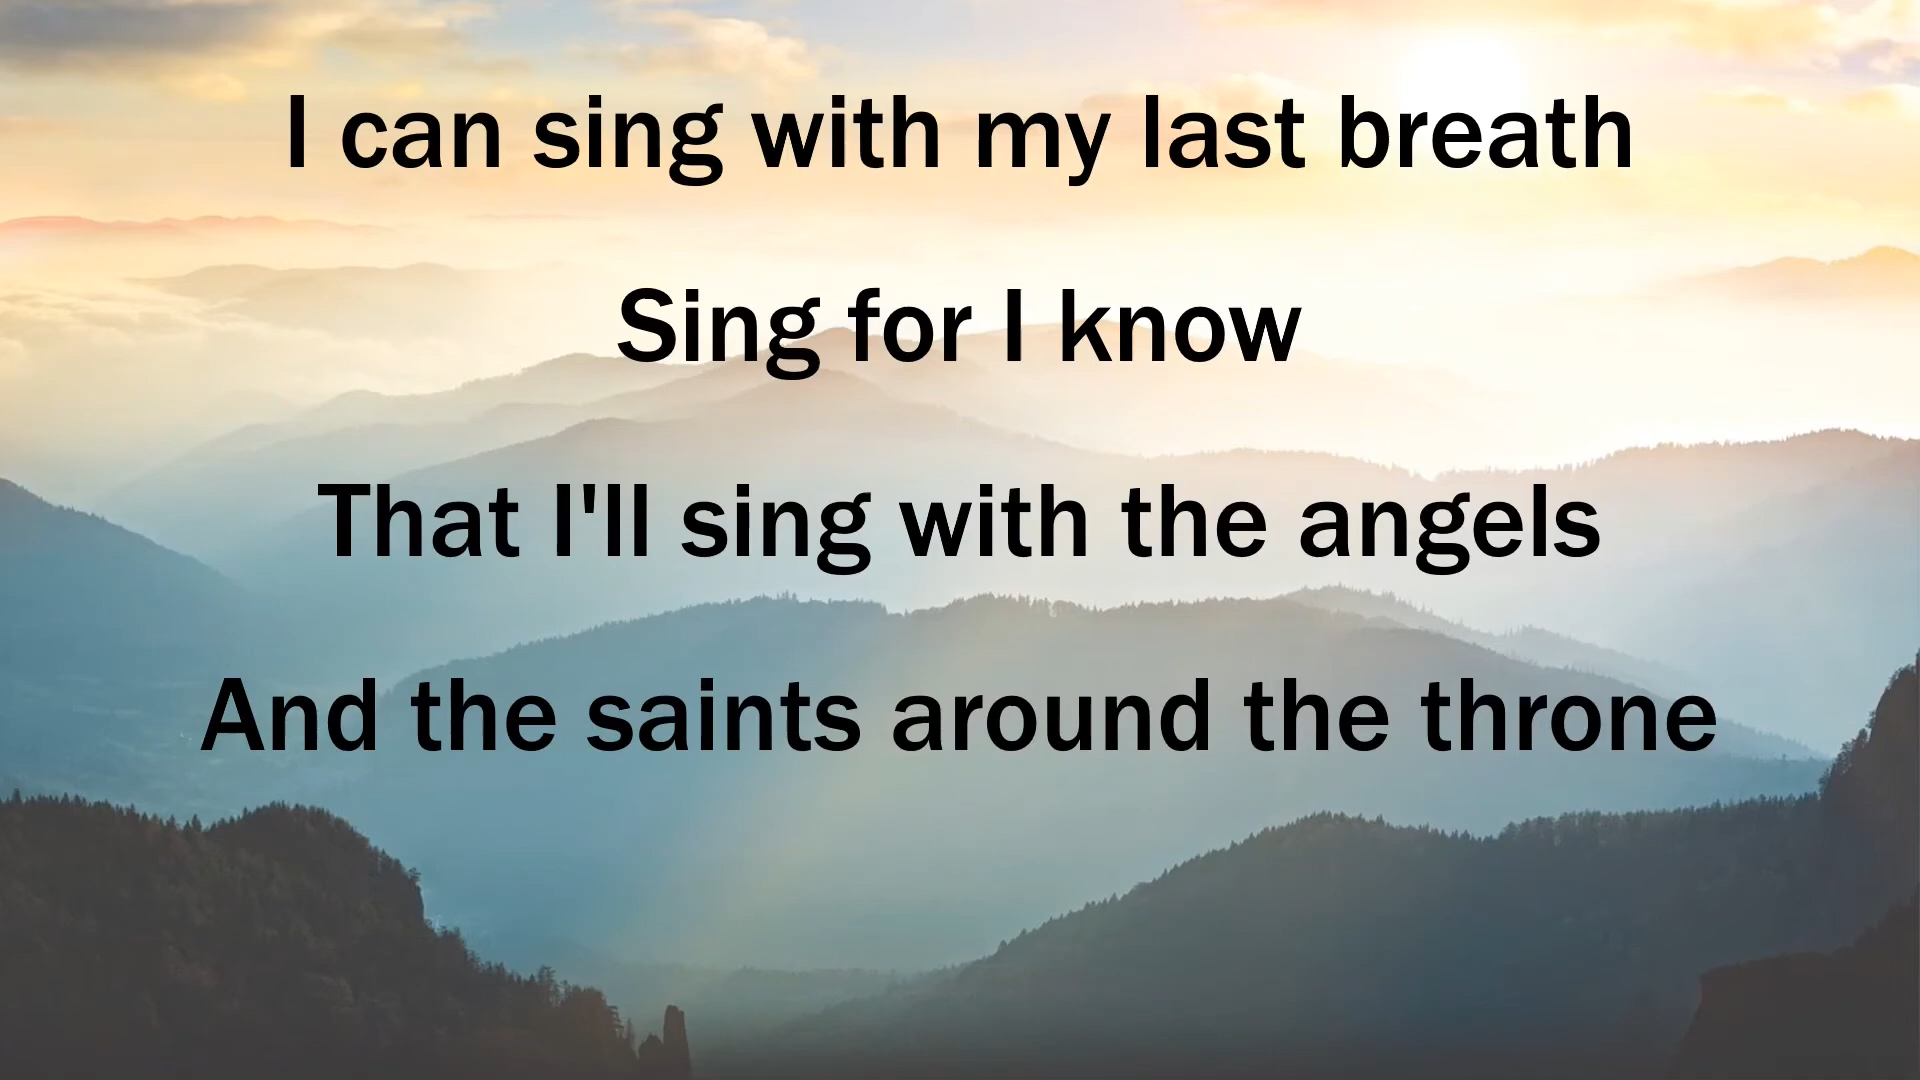 I can sing with my last breath
Sing for I know
That I'll sing with the angels
And the saints around the throne